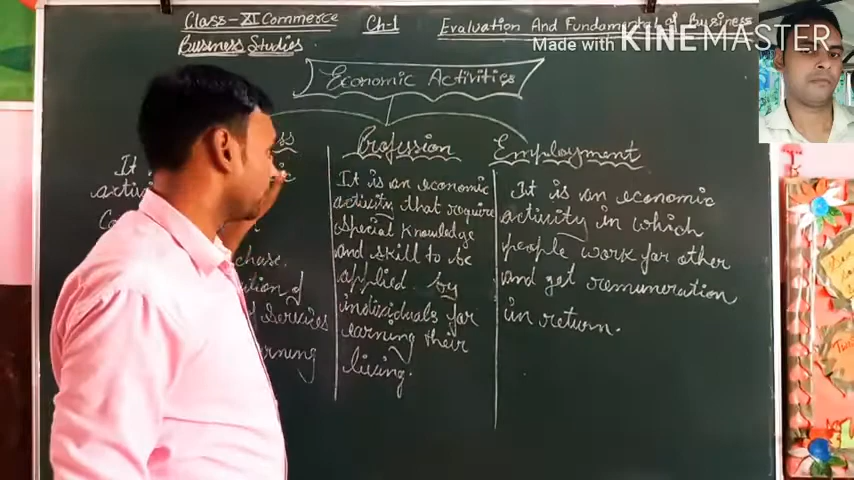 Class-XI Commerce Ch-1 Evaluation And Fundamental of Business
Business Studies
Made with KINEMASTER
Economic Activities
ss Profession Employment
It is an economic
activity that require
special knowledge
and skill to be
applied by
individuals for
earning their
living.
It is an economic
activity in which
people work for other
and get remuneration
in return.
It
chase.
of
Services
rning